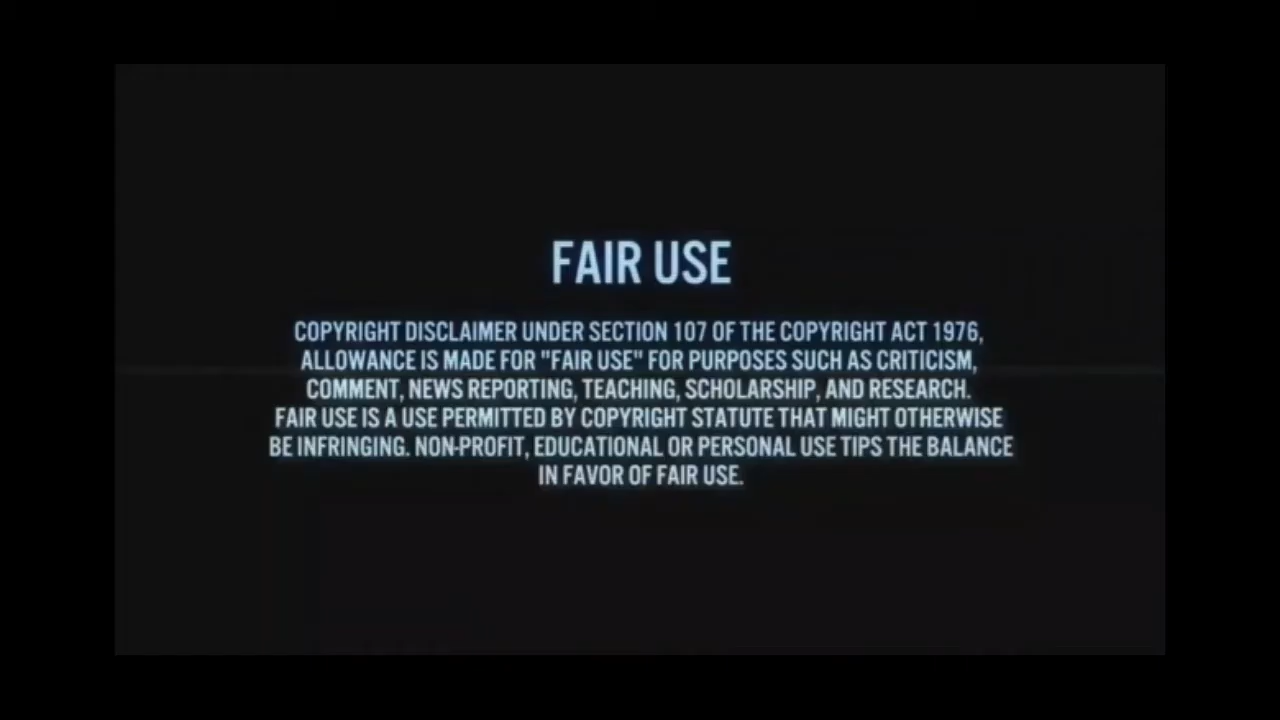 FAIR USE
COPYRIGHT DISCLAIMER UNDER SECTION 107 OF THE COPYRIGHT ACT 1976,
ALLOWANCE IS MADE FOR "FAIR USE" FOR PURPOSES SUCH AS CRITICISM,
COMMENT, NEWS REPORTING, TEACHING, SCHOLARSHIP, AND RESEARCH.
FAIR USE IS A USE PERMITTED BY COPYRIGHT STATUTE THAT MIGHT OTHERWISE
BE INFRINGING. NON-PROFIT, EDUCATIONAL OR PERSONAL USE TIPS THE BALANCE
IN FAVOR OF FAIR USE.